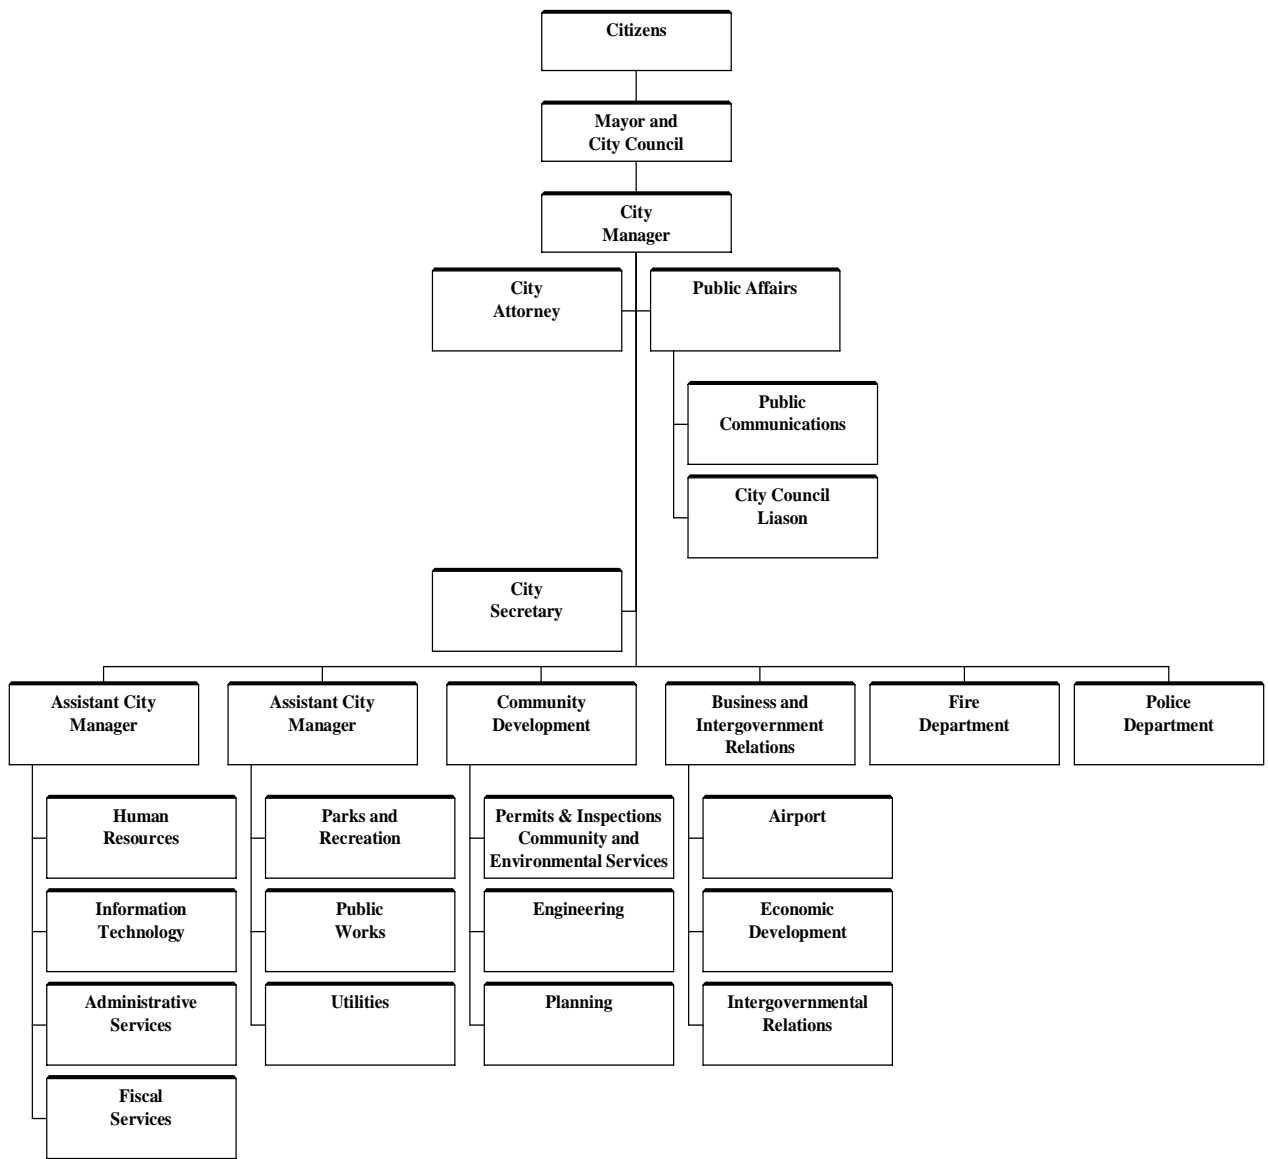 Citizens
Mayor and
City Council
City
Manager
City
Attorney
Public Affairs
Public
Communications
City Council
Liason
City
Secretary
Assistant City
Manager
Assistant City
Manager
Community
Development
Business and
Intergovernment
Relations
Fire
Department
Police
Department
Human
Resources
Information
Technology
Administrative
Services
Fiscal
Services
Parks and
Recreation
Public
Works
Utilities
Permits & Inspections
Community and
Environmental Services
Engineering
Planning
Airport
Economic
Development
Intergovernmental
Relations